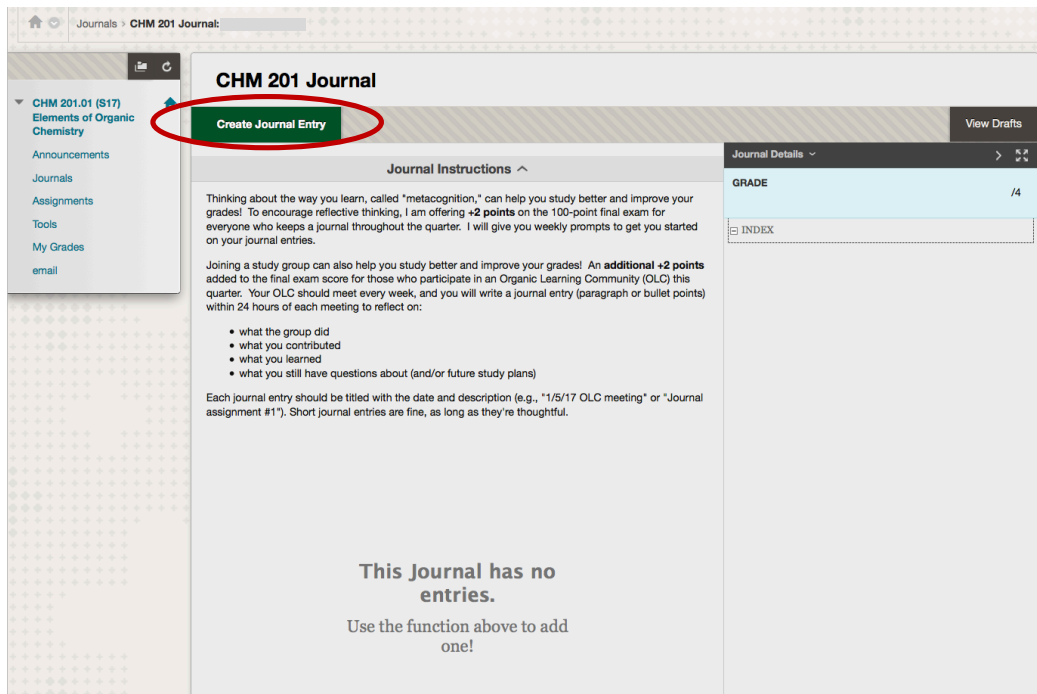 Journals > CHM 201 Journal:
CHM 201.01 (S17)
Elements of Organic
Chemistry
Announcements
Journals
Assignments
Tools
My Grades
email
CHM 201 Journal
Create Journal Entry
View Drafts
Journal Instructions
Thinking about the way you learn, called "metacognition," can help you study better and improve your
grades! To encourage reflective thinking, I am offering +2 points on the 100-point final exam for
everyone who keeps a journal throughout the quarter. I will give you weekly prompts to get you started
on your journal entries.
Joining a study group can also help you study better and improve your grades! An additional +2 points
added to the final exam score for those who participate in an Organic Learning Community (OLC) this
quarter. Your OLC should meet every week, and you will write a journal entry (paragraph or bullet points)
within 24 hours of each meeting to reflect on:
• what the group did
• what you contributed
• what you learned
• what you still have questions about (and/or future study plans)
Each journal entry should be titled with the date and description (e.g., "1/5/17 OLC meeting" or "Journal
assignment #1"). Short journal entries are fine, as long as they're thoughtful.
This Journal has no
entries.
Use the function above to add
one!
Journal Details
GRADE
/4
INDEX